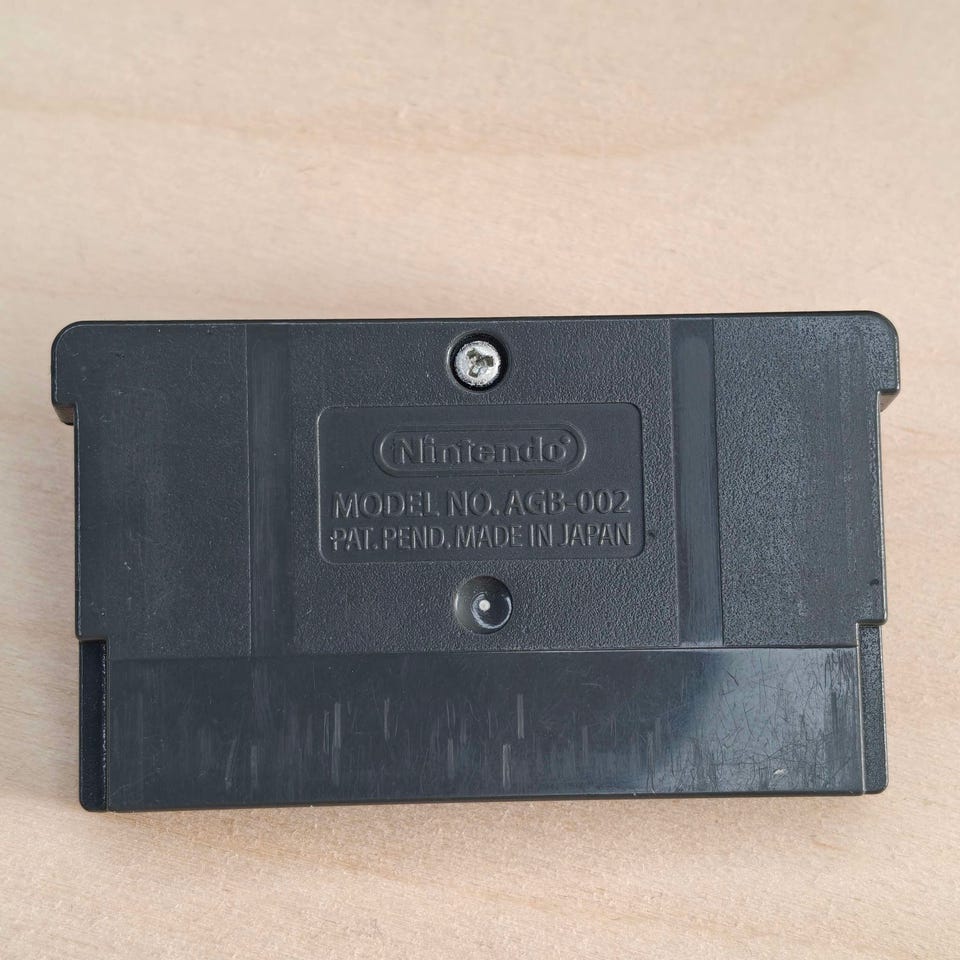 Nintendo
MODEL NO. AGB-002
PAT. PEND. MADE IN JAPAN